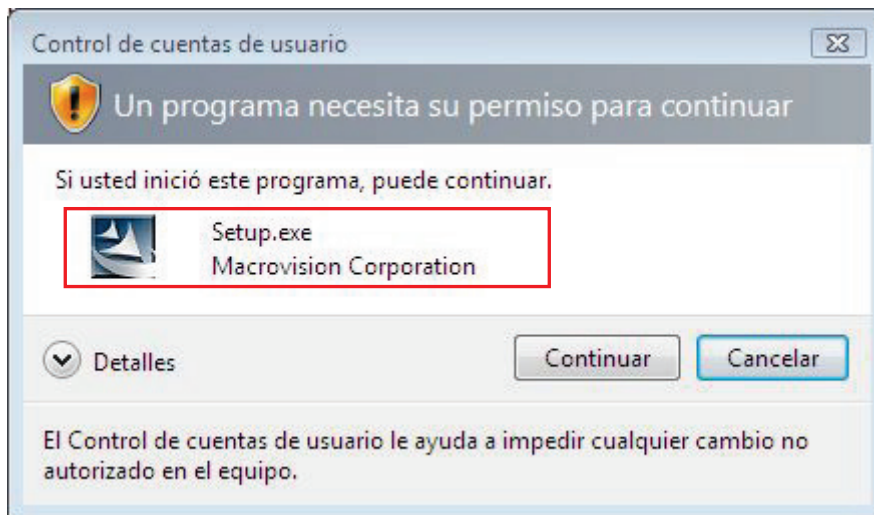 Control de cuentas de usuario
Un programa necesita su permiso para continuar
Si usted inició este programa, puede continuar.
Setup.exe
Macrovision Corporation
Detalles
Continuar
Cancelar
El Control de cuentas de usuario le ayuda a impedir cualquier cambio no
autorizado en el equipo.